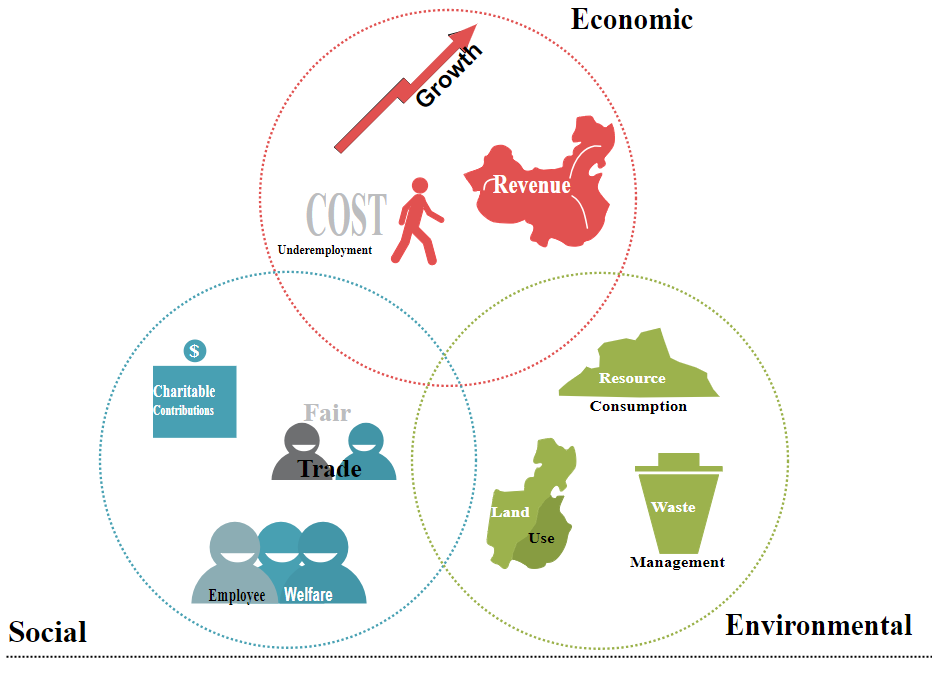 Economic
Growth
Revenue
COST
Underemployment
$
Charitable
Contributions
Fair
Trade
Employee Welfare
Resource
Consumption
Land
Use
Waste
Management
Social
Environmental